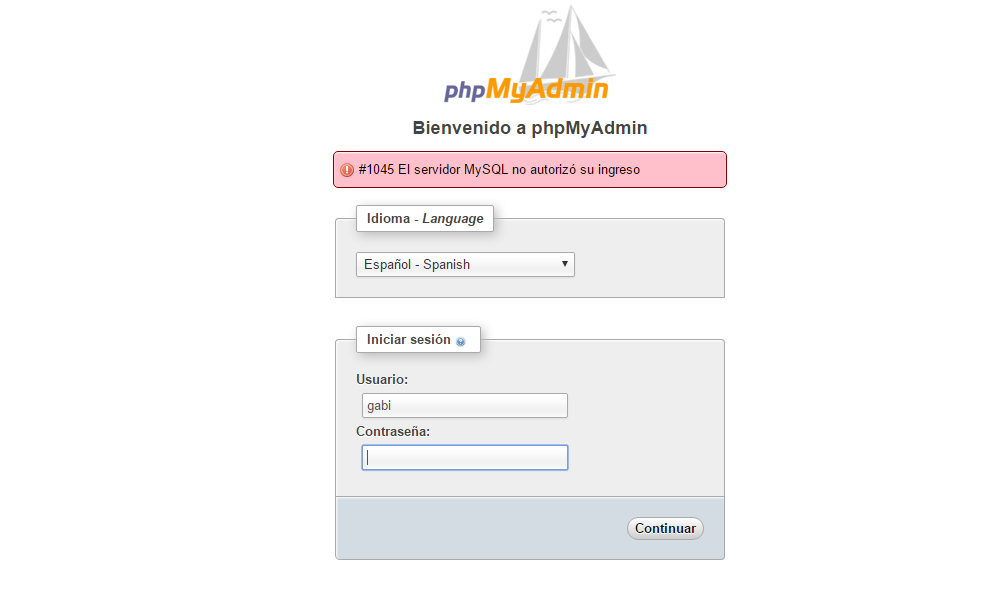 phpMyAdmin
Bienvenido a phpMyAdmin
#1045 El servidor MySQL no autorizó su ingreso
Idioma - Language
Español - Spanish
Iniciar sesión
Usuario:
gabi
Contraseña:
Continuar